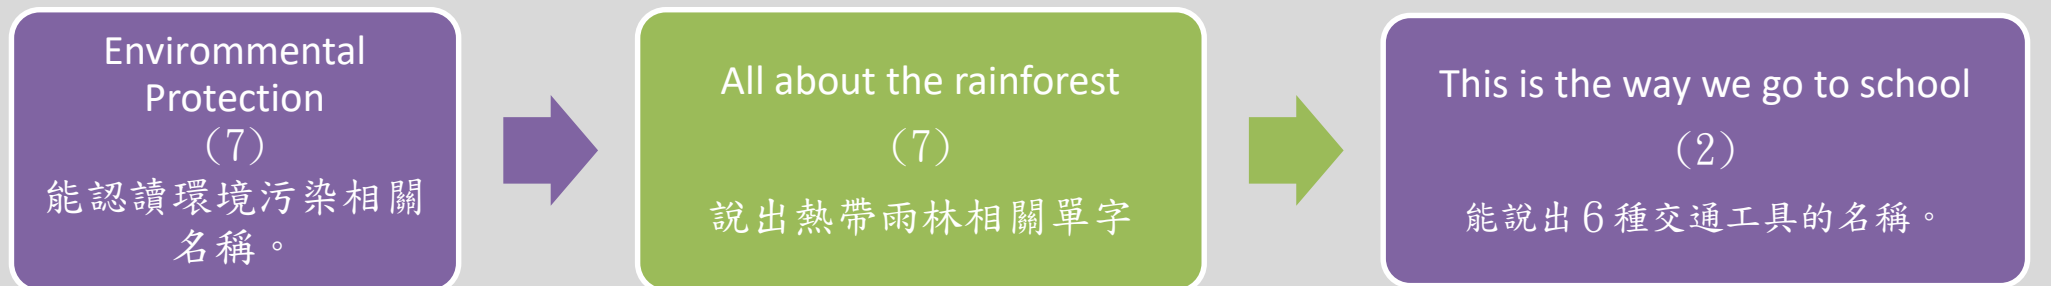 Envirommental
Protection
(7)
能認讀環境污染相關
名稱。
All about the rainforest
(7)
說出熱帶雨林相關單字
This is the way we go to school
(2)
能說出6種交通工具的名稱。